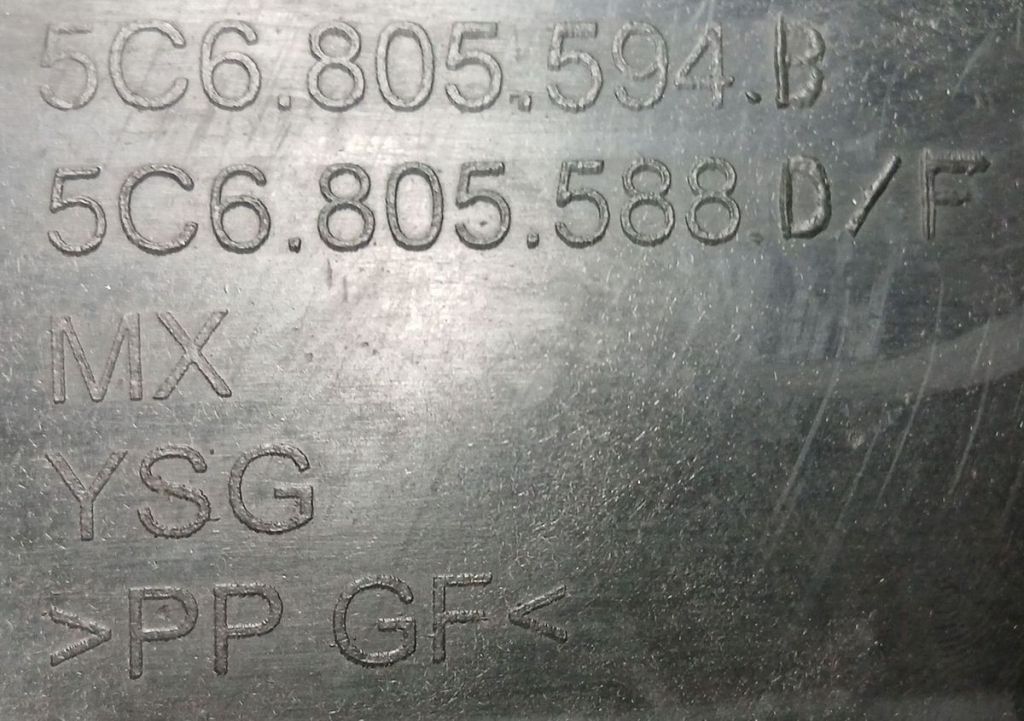 5C6.805.594.B
5C6.805.588.D/F
MX
YSG
>PP GF<